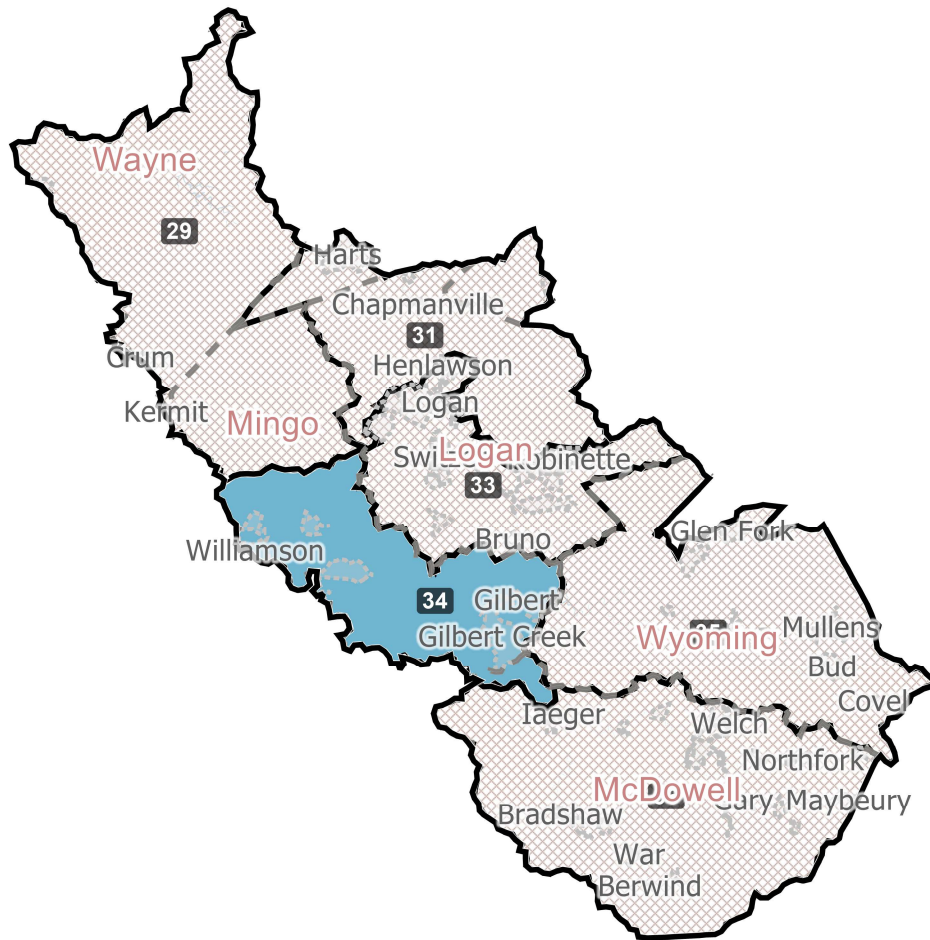 Wayne
29
Harts
Chapmanville
31
Crum
Henlawson
Kermit
Logan
Mingo
Logan
33
Bruno
Glen Fork
Williamson
34
Gilbert
Gilbert Creek
Wyoming
Mullens
Bud
Covel
Iaeger
Welch
Northfork
McDowell
Gary
Maybeury
Bradshaw
War
Berwind